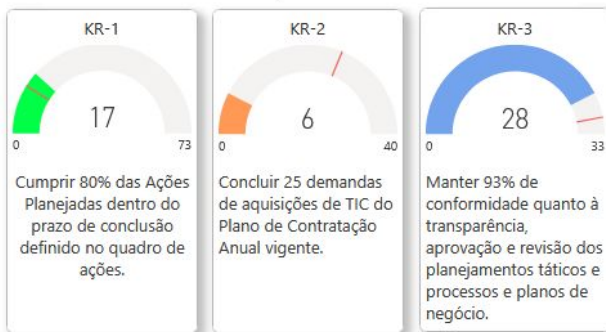 KR-1
17
0
73
Cumprir 80% das Ações
Planejadas dentro do
prazo de conclusão
definido no quadro de
ações.
KR-2
6
0
40
Concluir 25 demandas
de aquisições de TIC do
Plano de Contratação
Anual vigente.
KR-3
28
0
33
Manter 93% de
conformidade quanto à
transparência,
aprovação e revisão dos
planejamentos táticos e
processos e planos de
negócio.